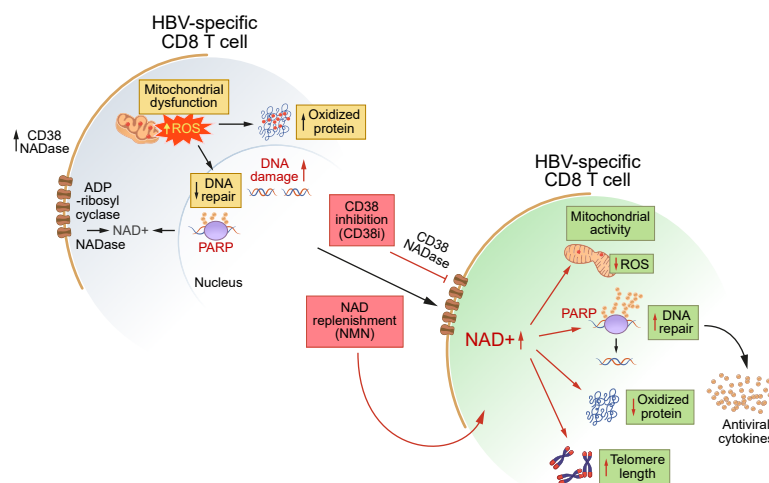 HBV-specific
CD8 T cell
Mitochondrial
dysfunction
ROS
Oxidized
protein
CD38
NADase
DNA
damage
DNA
repair
ADP
-ribosyl
cyclase
NAD+
NADase
PARP
Nucleus
CD38
inhibition
(CD38i)
CD38
NADase
NAD
replenishment
(NMN)
HBV-specific
CD8 T cell
Mitochondrial
activity
ROS
PARP
DNA
repair
NAD+
Oxidized
protein
Antiviral
cytokines
Telomere
length